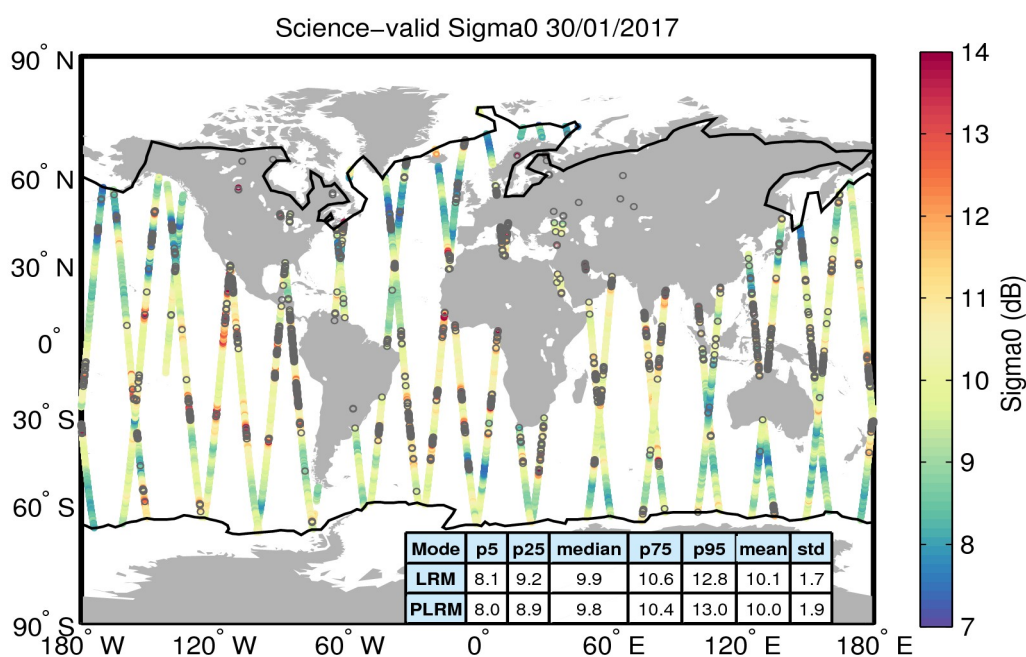 Science−valid Sigma0 30/01/2017
90° N
60° N
30° N
0°
30° S
60° S
90° S
180° W
120° W
60° W
0°
60° E
120° E
180° E
14
13
12
11
10
9
8
7
Sigma0 (dB)
Mode p5 p25 median p75 p95 mean std
LRM 8.1 9.2 9.9 10.6 12.8 10.1 1.7
PLRM 8.0 8.9 9.8 10.4 13.0 10.0 1.9